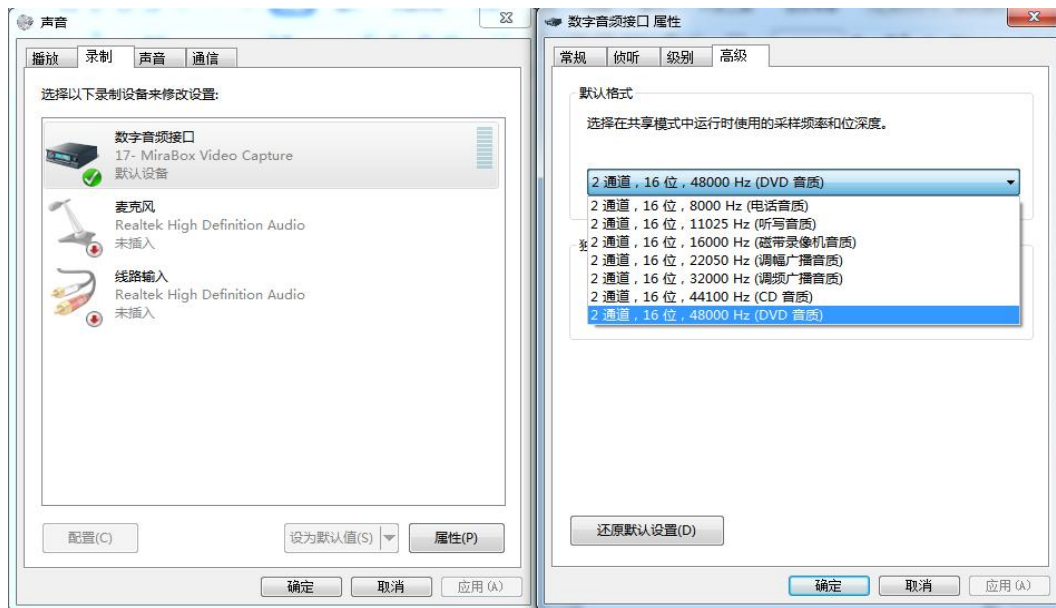 声音
播放
录制
声音
通信
选择以下录制设备来修改设置:
数字音频接口
17- MiraBox Video Capture
默认设备
麦克风
Realtek High Definition Audio
未插入
线路输入
Realtek High Definition Audio
未插入
配置(C)
设为默认值(S)
属性(P)
确定
取消
应用(A)
数字音频接口 属性
常规
侦听
级别
高级
默认格式
选择在共享模式中运行时使用的采样频率和位深度。
2 通道，16 位，48000 Hz (DVD 音质)
2 通道，16 位，8000 Hz (电话音质)
2 通道，16 位，11025 Hz (听写音质)
2 通道，16 位，16000 Hz (磁带录像机音质)
2 通道，16 位，22050 Hz (调幅广播音质)
2 通道，16 位，32000 Hz (调频广播音质)
2 通道，16 位，44100 Hz (CD 音质)
2 通道，16 位，48000 Hz (DVD 音质)
还原默认设置(D)
确定
取消
应用(A)